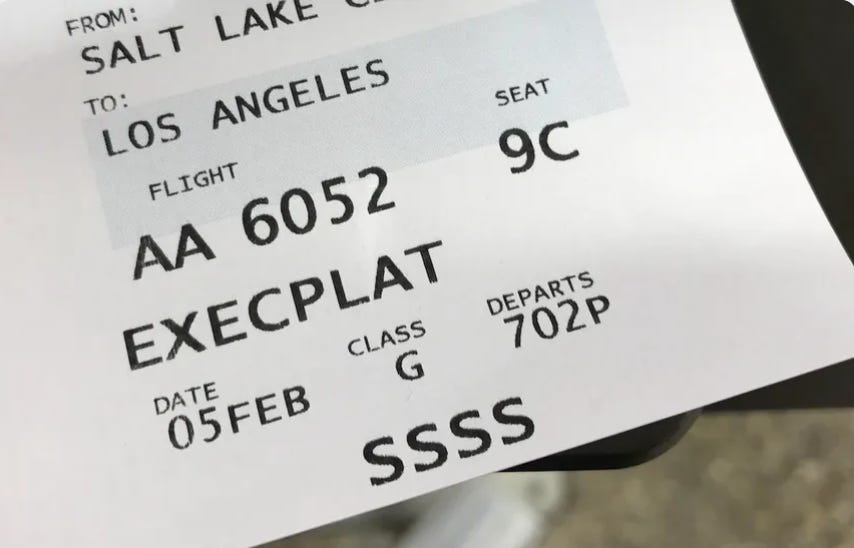 FROM:
SALT LAKE
TO:
LOS ANGELES
FLIGHT SEAT
AA 6052 9C
EXECPLAT
DATE CLASS DEPARTS
05FEB G 702P
SSSS